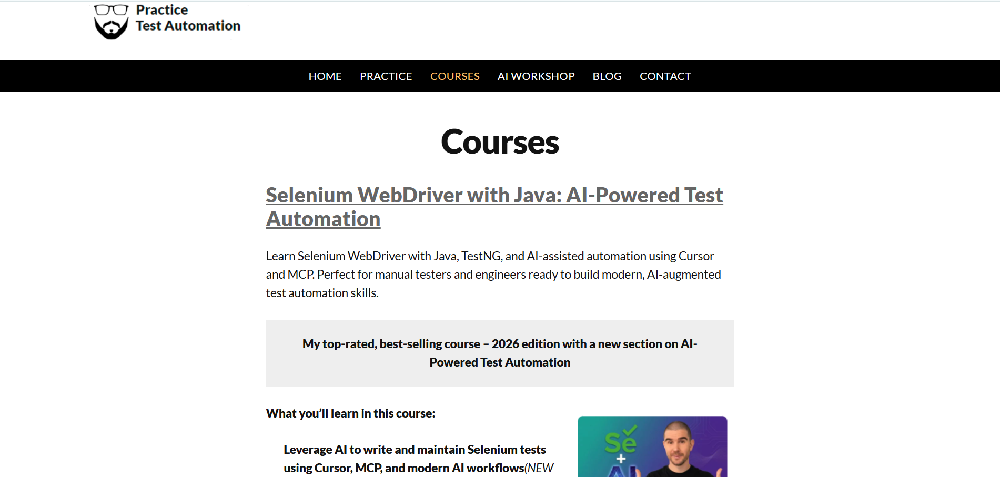 Practice
Test Automation
HOME PRACTICE COURSES AI WORKSHOP BLOG CONTACT
Courses
Selenium WebDriver with Java: AI-Powered Test
Automation
Learn Selenium WebDriver with Java, TestNG, and AI-assisted automation using Cursor
and MCP. Perfect for manual testers and engineers ready to build modern, AI-augmented
test automation skills.
My top-rated, best-selling course – 2026 edition with a new section on AI-
Powered Test Automation
What you’ll learn in this course:
Leverage AI to write and maintain Selenium tests
using Cursor, MCP, and modern AI workflows(NEW
Se
+
AI